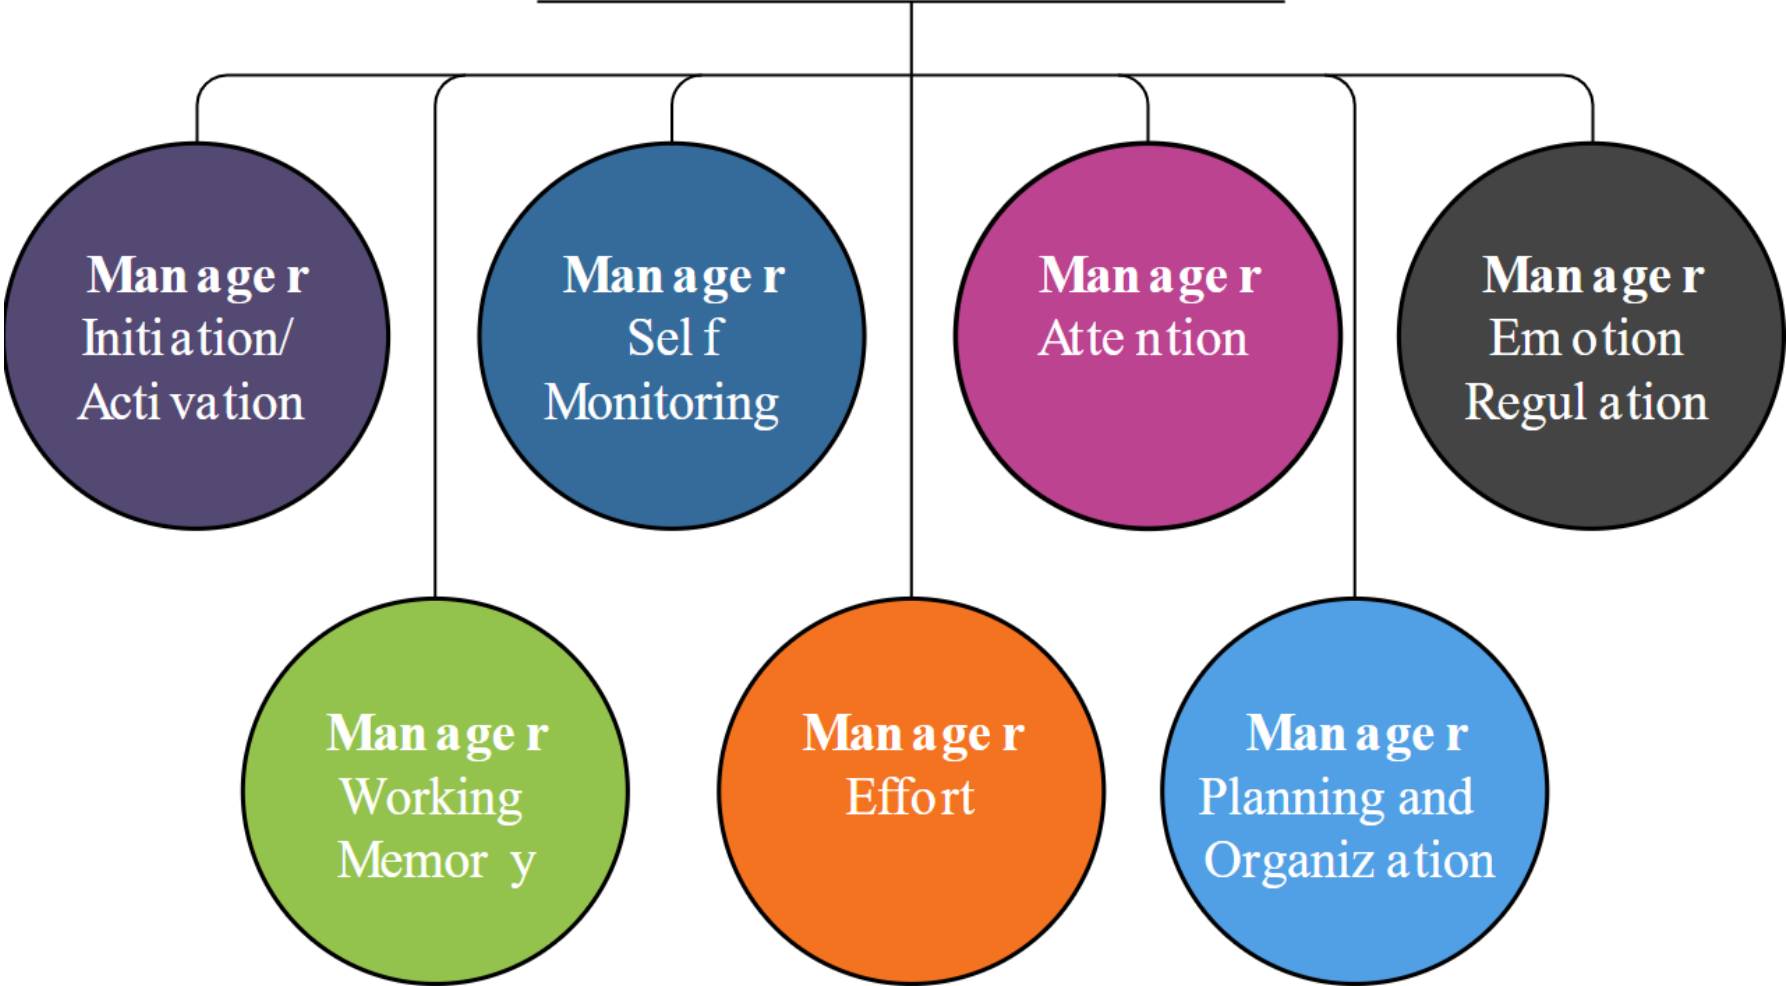 Manager
Initiation/
Activation
Manager
Self
Monitoring
Manager
Attention
Manager
Emotion
Regulation
Manager
Working
Memory
Manager
Effort
Manager
Planning and
Organization